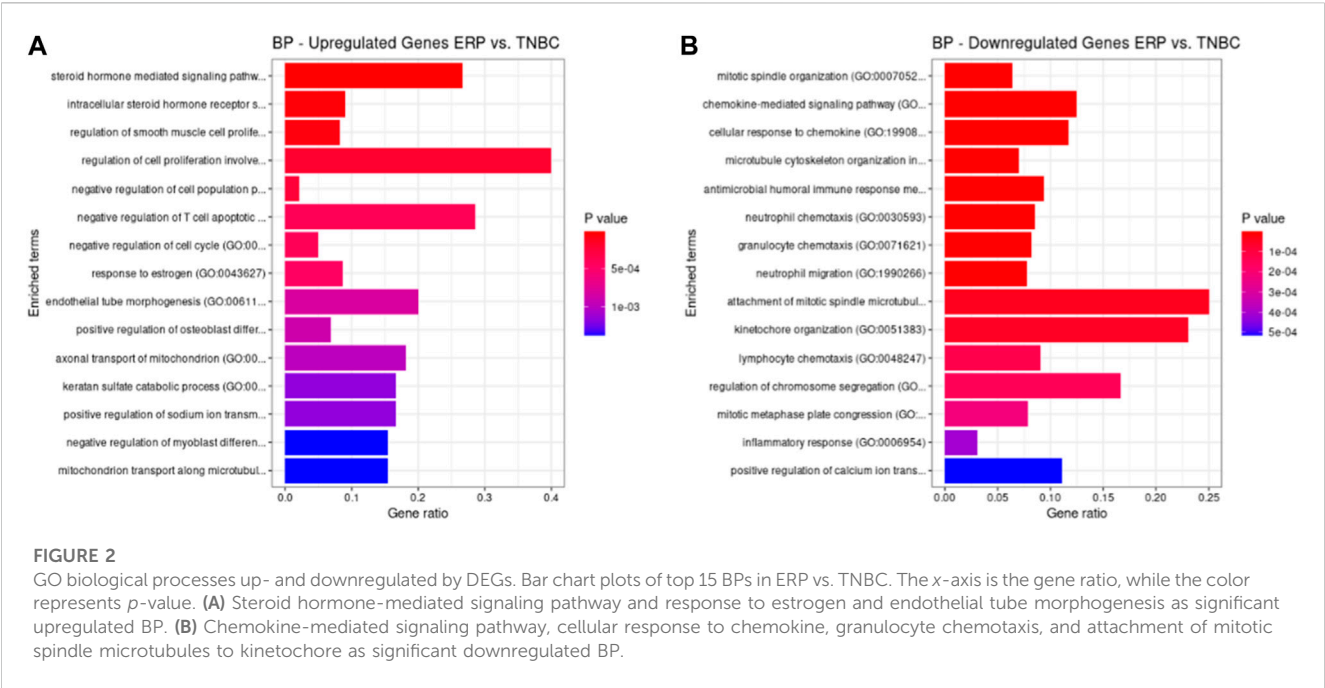 A
BP - Upregulated Genes ERP vs. TNBC
Enriched terms
steroid hormone mediated signaling pathw...
intracellular steroid hormone receptor s...
regulation of smooth muscle cell prolife...
regulation of cell proliferation involve...
negative regulation of cell population p...
negative regulation of T cell apoptotic ...
negative regulation of cell cycle (GO:00...
response to estrogen (GO:0043627)
endothelial tube morphogenesis (GO:00611...
positive regulation of osteoblast differ...
axonal transport of mitochondrion (GO:00...
keratan sulfate catabolic process (GO:00...
positive regulation of sodium ion transm...
negative regulation of myoblast differen...
mitochondrion transport along microtubul...
0.0 0.1 0.2 0.3 0.4
Gene ratio
P value
5e-04
1e-03
B
BP - Downregulated Genes ERP vs. TNBC
Enriched terms
mitotic spindle organization (GO:0007052...
chemokine-mediated signaling pathway (GO...
cellular response to chemokine (GO:19908...
microtubule cytoskeleton organization in...
antimicrobial humoral immune response me...
neutrophil chemotaxis (GO:0030593)
granulocyte chemotaxis (GO:0071621)
neutrophil migration (GO:1990266)
attachment of mitotic spindle microtubul...
kinetochore organization (GO:0051383)
lymphocyte chemotaxis (GO:0048247)
regulation of chromosome segregation (GO...
mitotic metaphase plate congression (GO:...
inflammatory response (GO:0006954)
positive regulation of calcium ion trans...
0.00 0.05 0.10 0.15 0.20 0.25
Gene ratio
P value
1e-04
2e-04
3e-04
4e-04
5e-04
FIGURE 2
GO biological processes up- and downregulated by DEGs. Bar chart plots of top 15 BPs in ERP vs. TNBC. The x-axis is the gene ratio, while the color
represents p-value. (A) Steroid hormone-mediated signaling pathway and response to estrogen and endothelial tube morphogenesis as significant
upregulated BP. (B) Chemokine-mediated signaling pathway, cellular response to chemokine, granulocyte chemotaxis, and attachment of mitotic
spindle microtubules to kinetochore as significant downregulated BP.